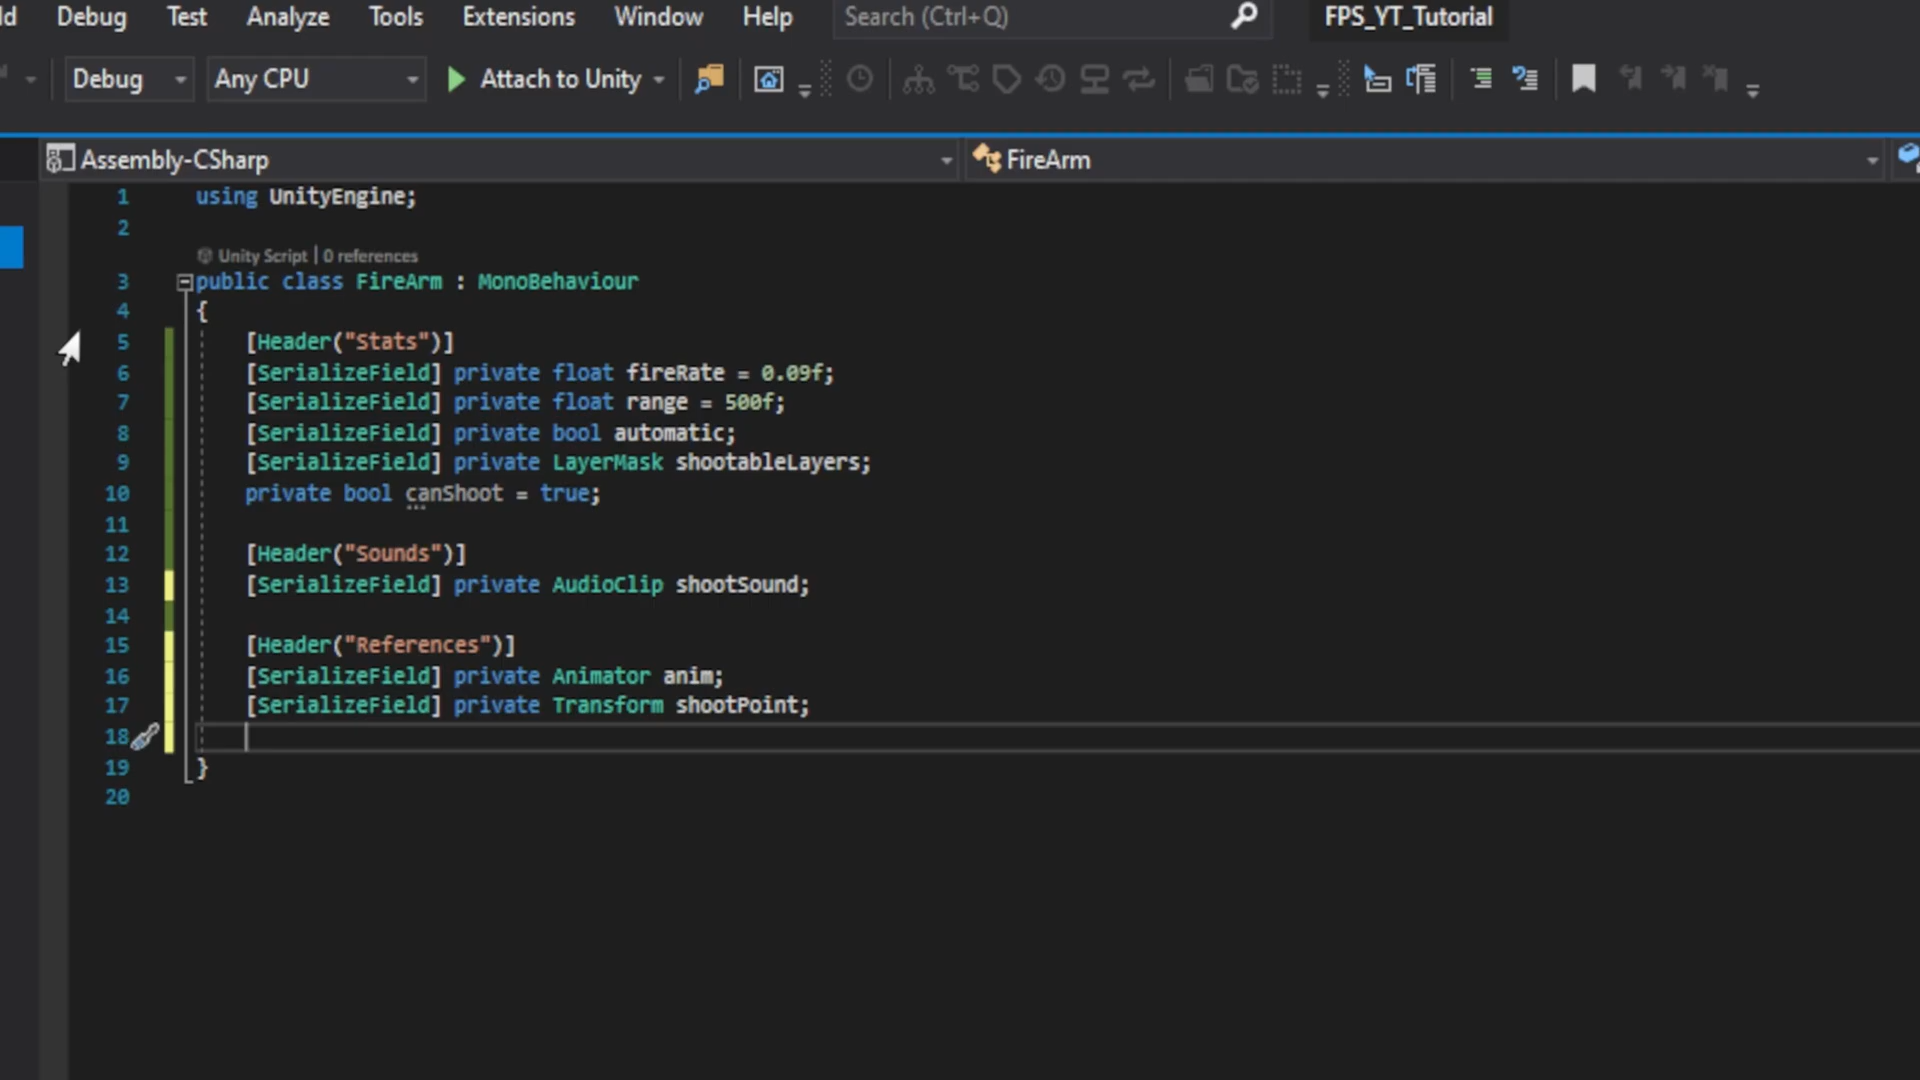 Debug Test Analyze Tools Extensions Window Help Search (Ctrl+Q) FPS_YT_Tutorial
Debug Any CPU Attach to Unity
Assembly-CSharp FireArm
1 using UnityEngine;
2
Unity Script | 0 references
3 public class FireArm : MonoBehaviour
4 {
5 [Header("Stats")]
6 [SerializeField] private float fireRate = 0.09f;
7 [SerializeField] private float range = 500f;
8 [SerializeField] private bool automatic;
9 [SerializeField] private LayerMask shootableLayers;
10 private bool canShoot = true;
11
12 [Header("Sounds")]
13 [SerializeField] private AudioClip shootSound;
14
15 [Header("References")]
16 [SerializeField] private Animator anim;
17 [SerializeField] private Transform shootPoint;
18
19 }
20